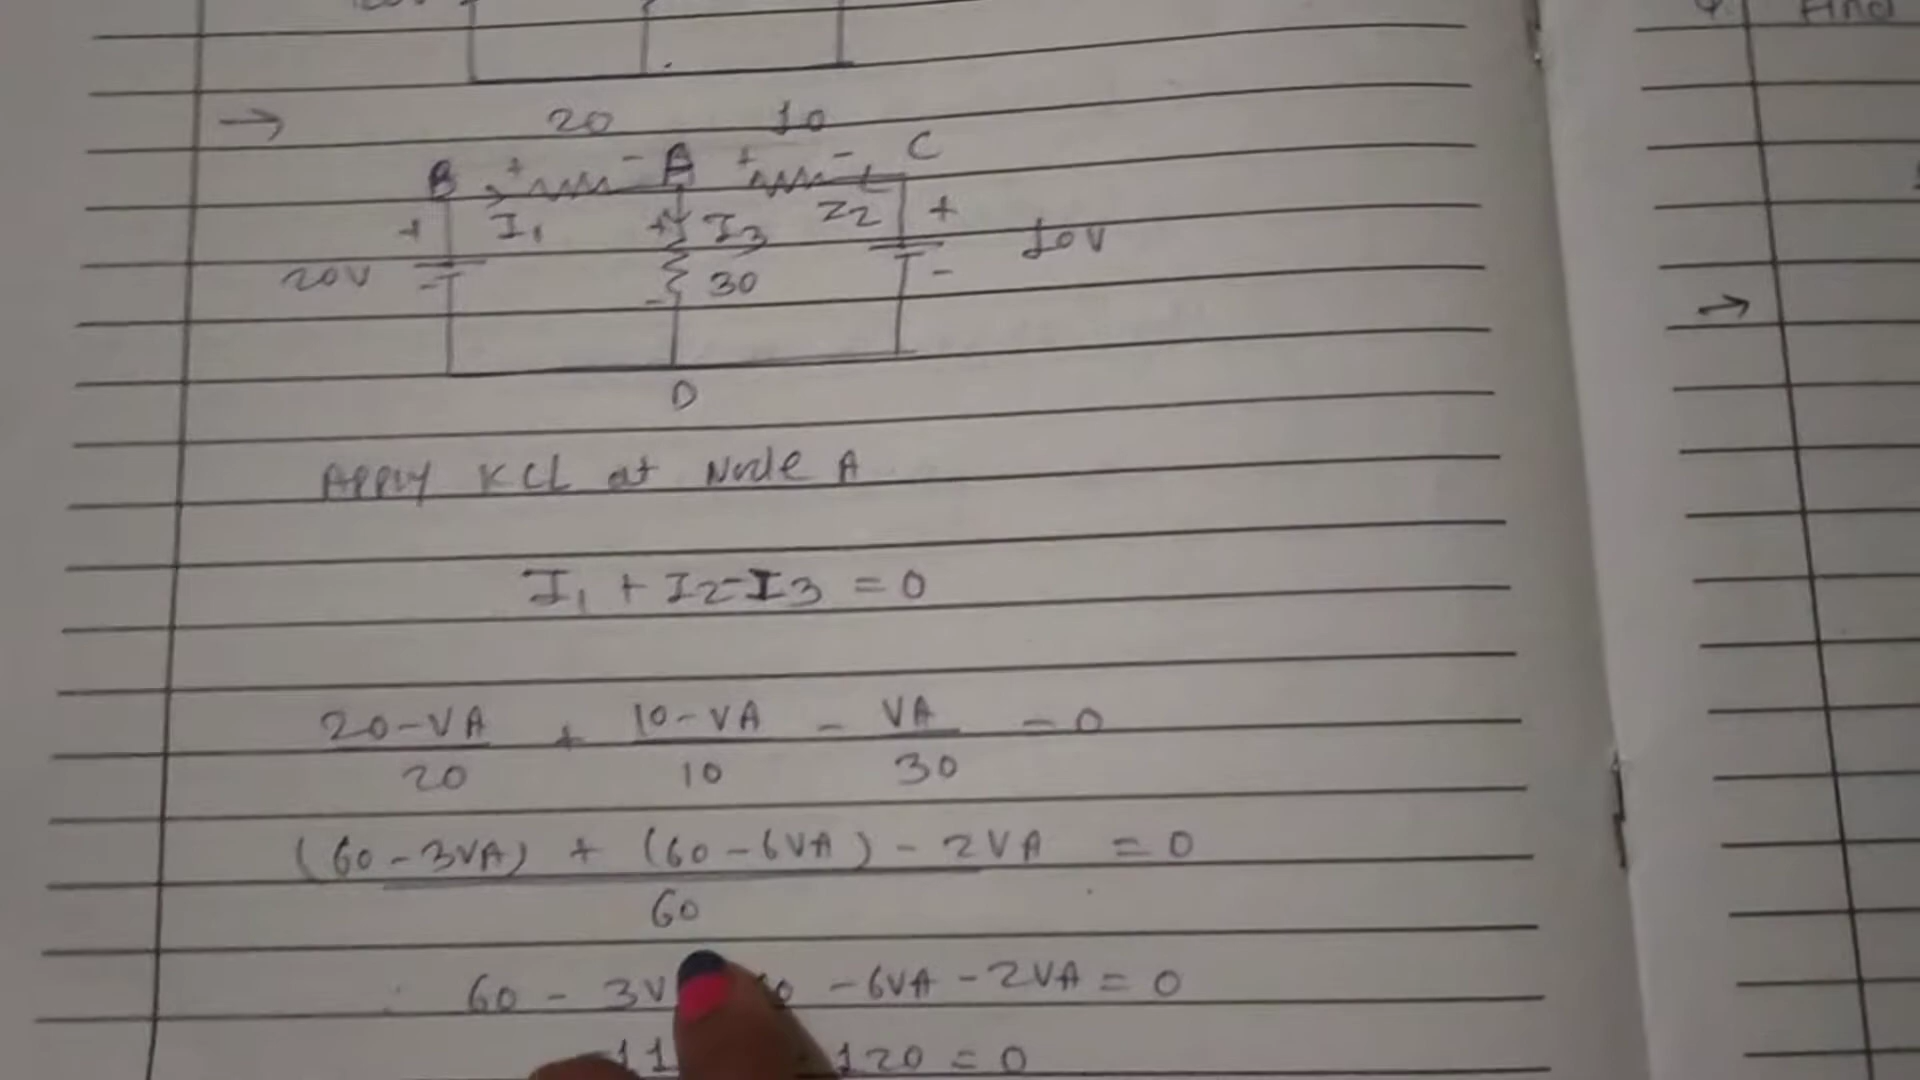 Find
→ 20 10
B + - A + - C
+ I1 + I3 Z2 +
20V - 30 - 10V
-
→
D
APPly KCL at Node A
I1 + I2 - I3 = 0
20-VA + 10-VA - VA = 0
20 10 30
(60 - 3VA) + (60 - 6VA) - 2VA = 0
60
60 - 3V - 6VA - 2VA = 0
120 = 0